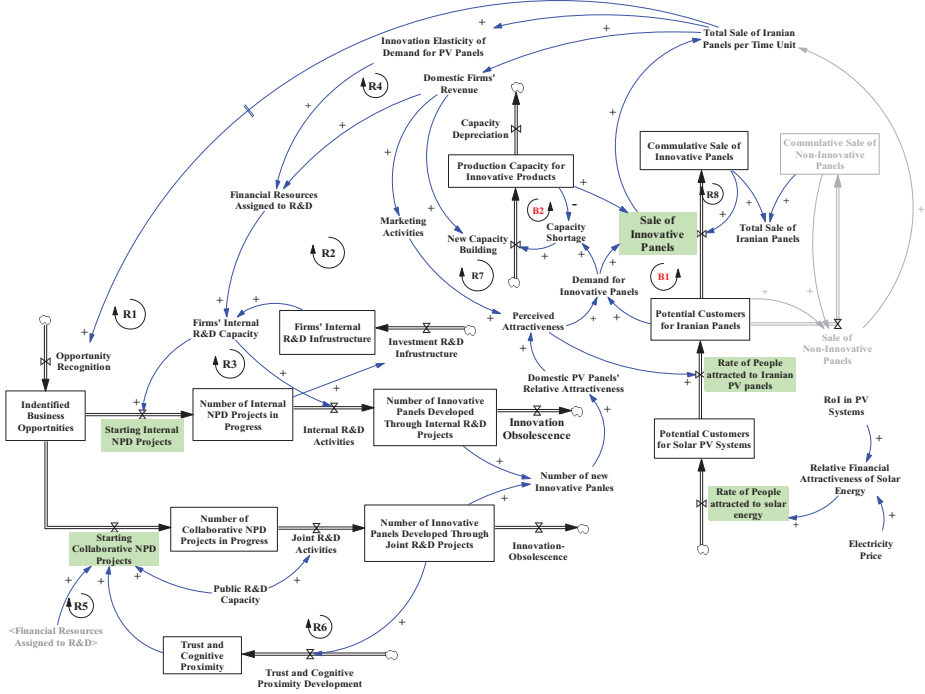 Total Sale of Iranian
Panels per Time Unit
Innovation Elasticity of
Demand for PV Panels
R4
Domestic Firms'
Revenue
Capacity
Depreciation
Production Capacity for
Innovative Products
Commulative Sale of
Innovative Panels
Commulative Sale of
Non-Innovative
Panels
Financial Resources
Assigned to R&D
Marketing
Activities
B2
Capacity
Shortage
Sale of
Innovative
Panels
R8
Total Sale of
Iranian Panels
R2
New Capacity
Building
R7
Demand for
Innovative Panels
B1
R1
Firms' Internal
R&D Capacity
Firms' Internal
R&D Infrustructure
Investment R&D
Infrustructure
Perceived
Attractiveness
Potential Customers
for Iranian Panels
Sale of
Non-Innovative
Panels
Opportunity
Recognition
R3
Domestic PV Panels'
Relative Attractiveness
Rate of People
attracted to Iranian
PV panels
Indentified
Business
Opportunities
Starting Internal
NPD Projects
Number of Internal
NPD Projects in
Progress
Internal R&D
Activities
Number of Innovative
Panels Developed
Through Internal R&D
Projects
Innovation
Obsolescence
RoI in PV
Systems
Potential Customers
for Solar PV Systems
Number of new
Innovative Panles
Relative Financial
Attractiveness of Solar
Energy
Rate of People
attracted to solar
energy
Electricity
Price
Starting
Collaborative NPD
Projects
Number of
Collaborative NPD
Projects in Progress
Joint R&D
Activities
Number of Innovative
Panels Developed Through
Joint R&D Projects
Innovation-
Obsolescence
Public R&D
Capacity
R5
<Financial Resources
Assigned to R&D>
R6
Trust and
Cognitive
Proximity
Trust and Cognitive
Proximity Development